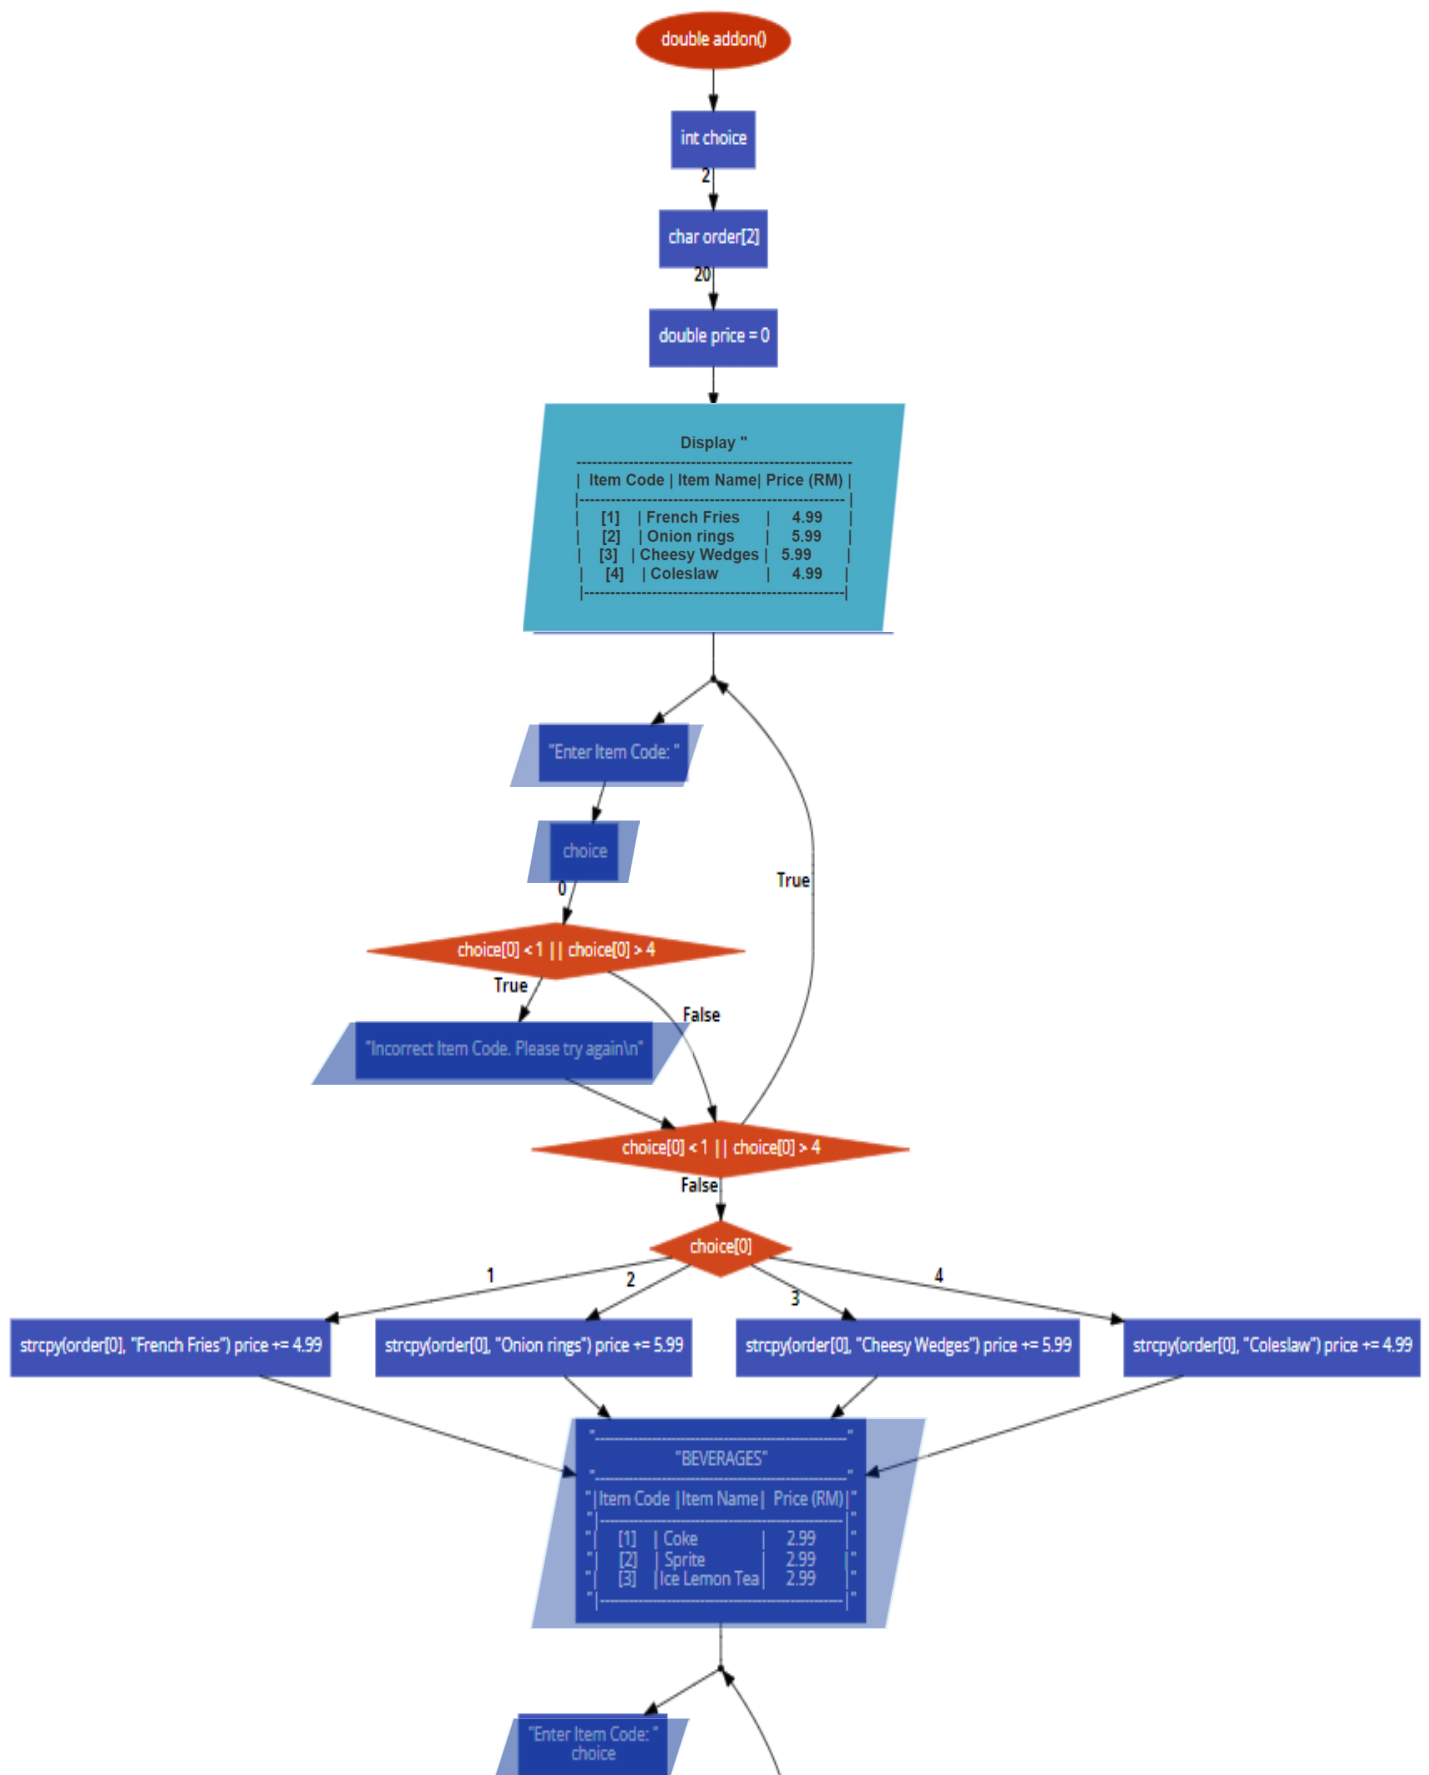 double addon()
int choice
2
char order[2]
20
double price = 0
Display "
--------------------------------------------------
| Item Code | Item Name| Price (RM) |
|------------------------------------------------ |
| [1] | French Fries | 4.99 |
| [2] | Onion rings | 5.99 |
| [3] | Cheesy Wedges | 5.99 |
| [4] | Coleslaw | 4.99 |
|-----------------------------------------------|
"Enter Item Code: "
choice
0
True
choice[0] < 1 || choice[0] > 4
True
False
"Incorrect Item Code. Please try again\n"
choice[0] < 1 || choice[0] > 4
False
choice[0]
1
2
3
4
strcpy(order[0], "French Fries") price += 4.99
strcpy(order[0], "Onion rings") price += 5.99
strcpy(order[0], "Cheesy Wedges") price += 5.99
strcpy(order[0], "Coleslaw") price += 4.99
"__________________________________________"
"BEVERAGES"
"__________________________________________"
"|Item Code |Item Name| Price (RM)|"
"|------------------------------------------------|"
"| [1] | Coke | 2.99 |"
"| [2] | Sprite | 2.99 |"
"| [3] |Ice Lemon Tea| 2.99 |"
"|------------------------------------------------|"
"Enter Item Code: "
choice